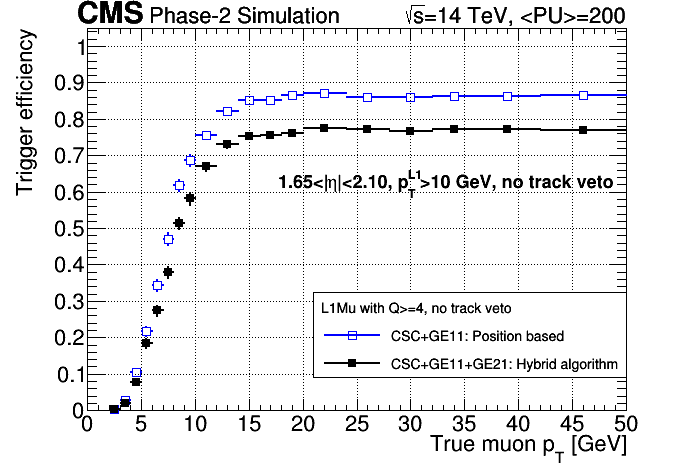 CMS Phase-2 Simulation √s=14 TeV, <PU>=200
Trigger efficiency
1
0.9
0.8
0.7
0.6
0.5
0.4
0.3
0.2
0.1
0
1.65<|η|<2.10, p_T^L1>10 GeV, no track veto
L1Mu with Q>=4, no track veto
CSC+GE11: Position based
CSC+GE11+GE21: Hybrid algorithm
0 5 10 15 20 25 30 35 40 45 50
True muon p_T [GeV]